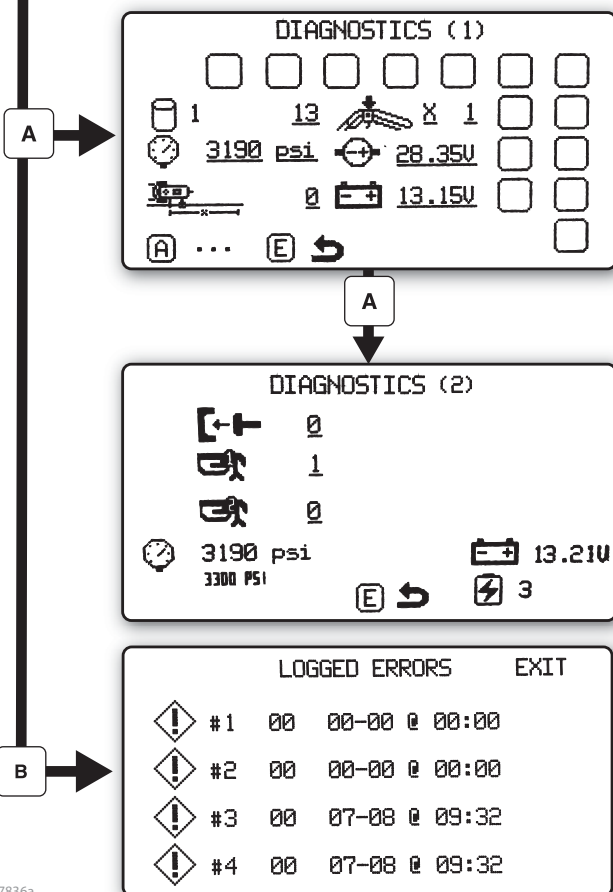 DIAGNOSTICS (1)
1 13 X 1
A
3190 psi 28.35V
0 13.15V
A ... E
A
DIAGNOSTICS (2)
0
1
0
3190 psi 13.21V
3300 PSI
E 3
LOGGED ERRORS EXIT
#1 00 00-00 @ 00:00
#2 00 00-00 @ 00:00
B
#3 00 07-08 @ 09:32
#4 00 07-08 @ 09:32